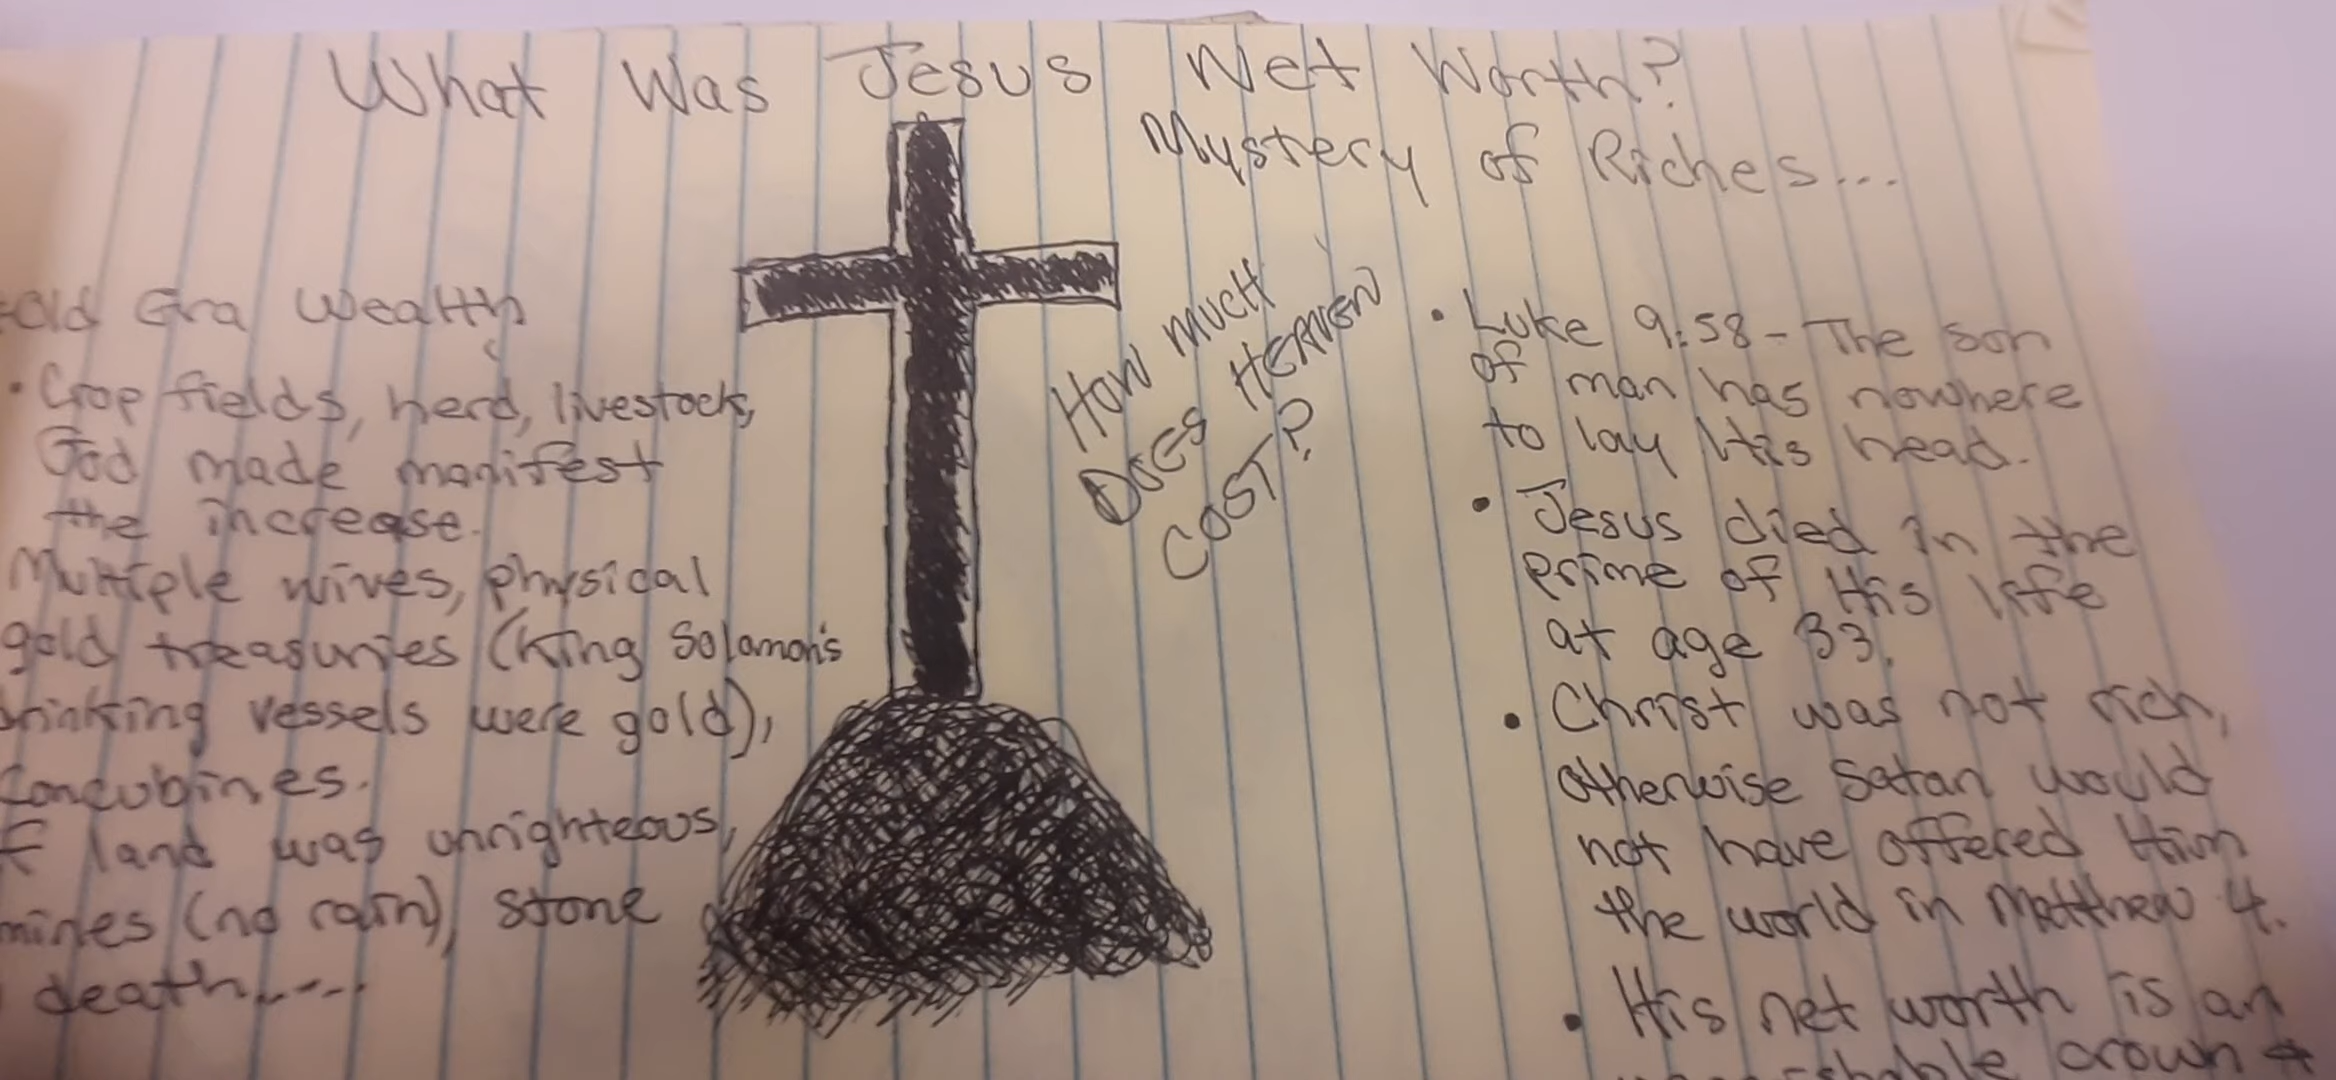 What Was Jesus Net Worth?
Mystery of Riches...
Old Era Wealth
• Crop fields, herd, livestock,
God made manifest
the increase.
Multiple wives, physical
gold treasuries (King Solamon's
drinking vessels were gold),
Concubines.
land was unrighteous,
(no rain), stone
death.....
HOW MUCH
DOES HEAVEN
COST?
• Luke 9:58 - The son
of man has nowhere
to lay His head.
• Jesus died in the
prime of His life
at age 33.
• Christ was not rich,
otherwise Satan would
not have offered Him
the world in Matthew 4.
• His net worth is an
crown